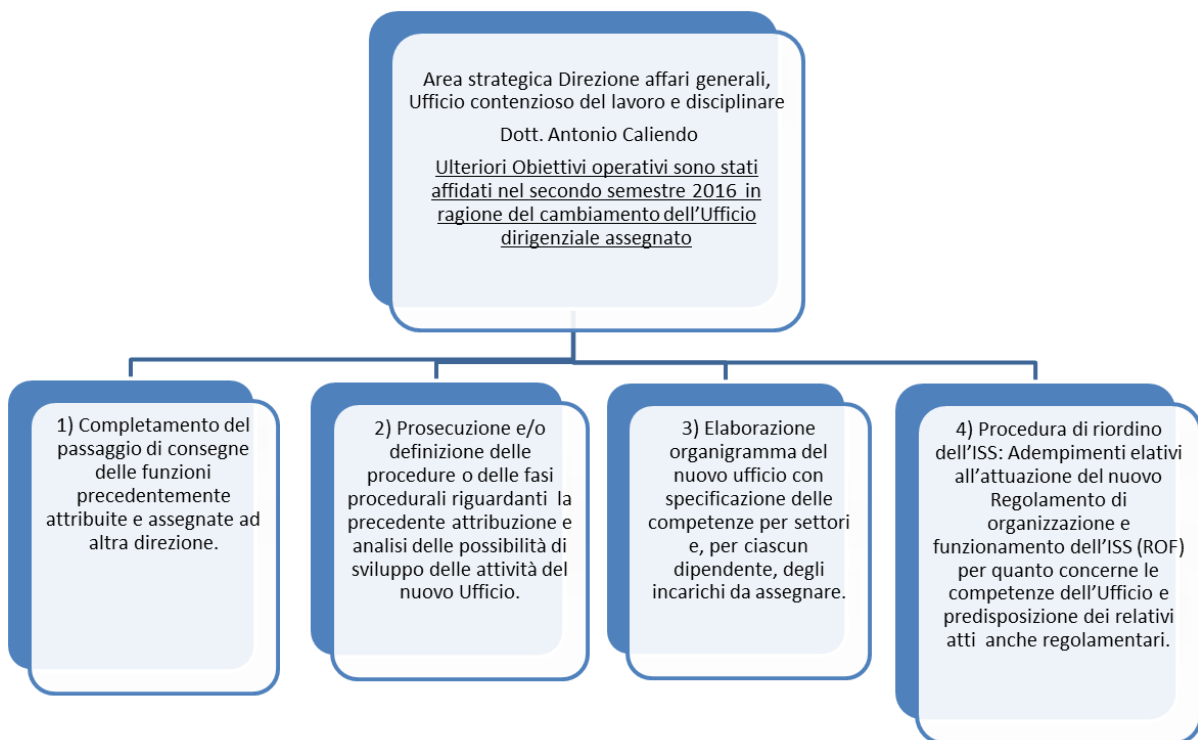 Area strategica Direzione affari generali,
Ufficio contenzioso del lavoro e disciplinare
Dott. Antonio Caliendo
Ulteriori Obiettivi operativi sono stati
affidati nel secondo semestre 2016 in
ragione del cambiamento dell’Ufficio
dirigenziale assegnato
1) Completamento del
passaggio di consegne
delle funzioni
precedentemente
attribuite e assegnate ad
altra direzione.
2) Prosecuzione e/o
definizione delle
procedure o delle fasi
procedurali riguardanti la
precedente attribuzione e
analisi delle possibilità di
sviluppo delle attività del
nuovo Ufficio.
3) Elaborazione
organigramma del
nuovo ufficio con
specificazione delle
competenze per settori
e, per ciascun
dipendente, degli
incarichi da assegnare.
4) Procedura di riordino
dell’ISS: Adempimenti elativi
all’attuazione del nuovo
Regolamento di
organizzazione e
funzionamento dell’ISS (ROF)
per quanto concerne le
competenze dell’Ufficio e
predisposizione dei relativi
atti anche regolamentari.